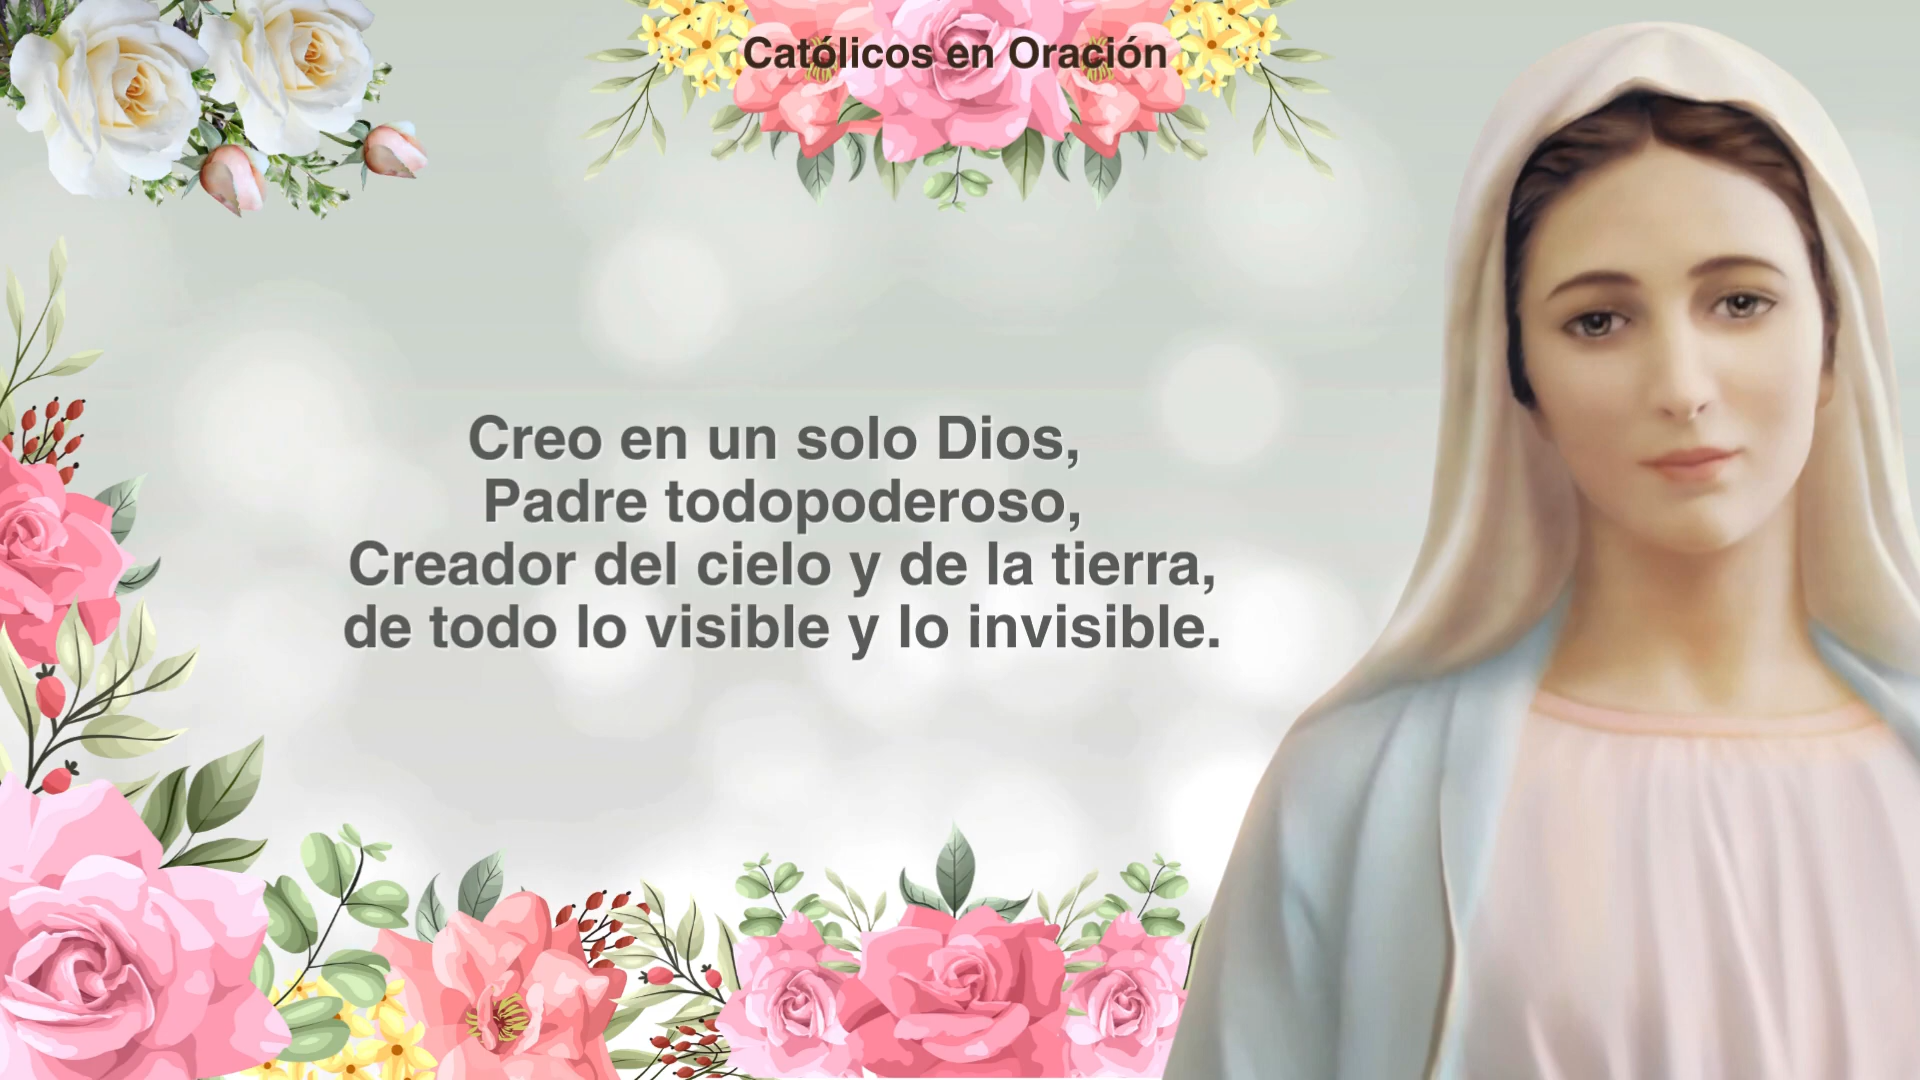 Católicos en Oración
Creo en un solo Dios,
Padre todopoderoso,
Creador del cielo y de la tierra,
de todo lo visible y lo invisible.